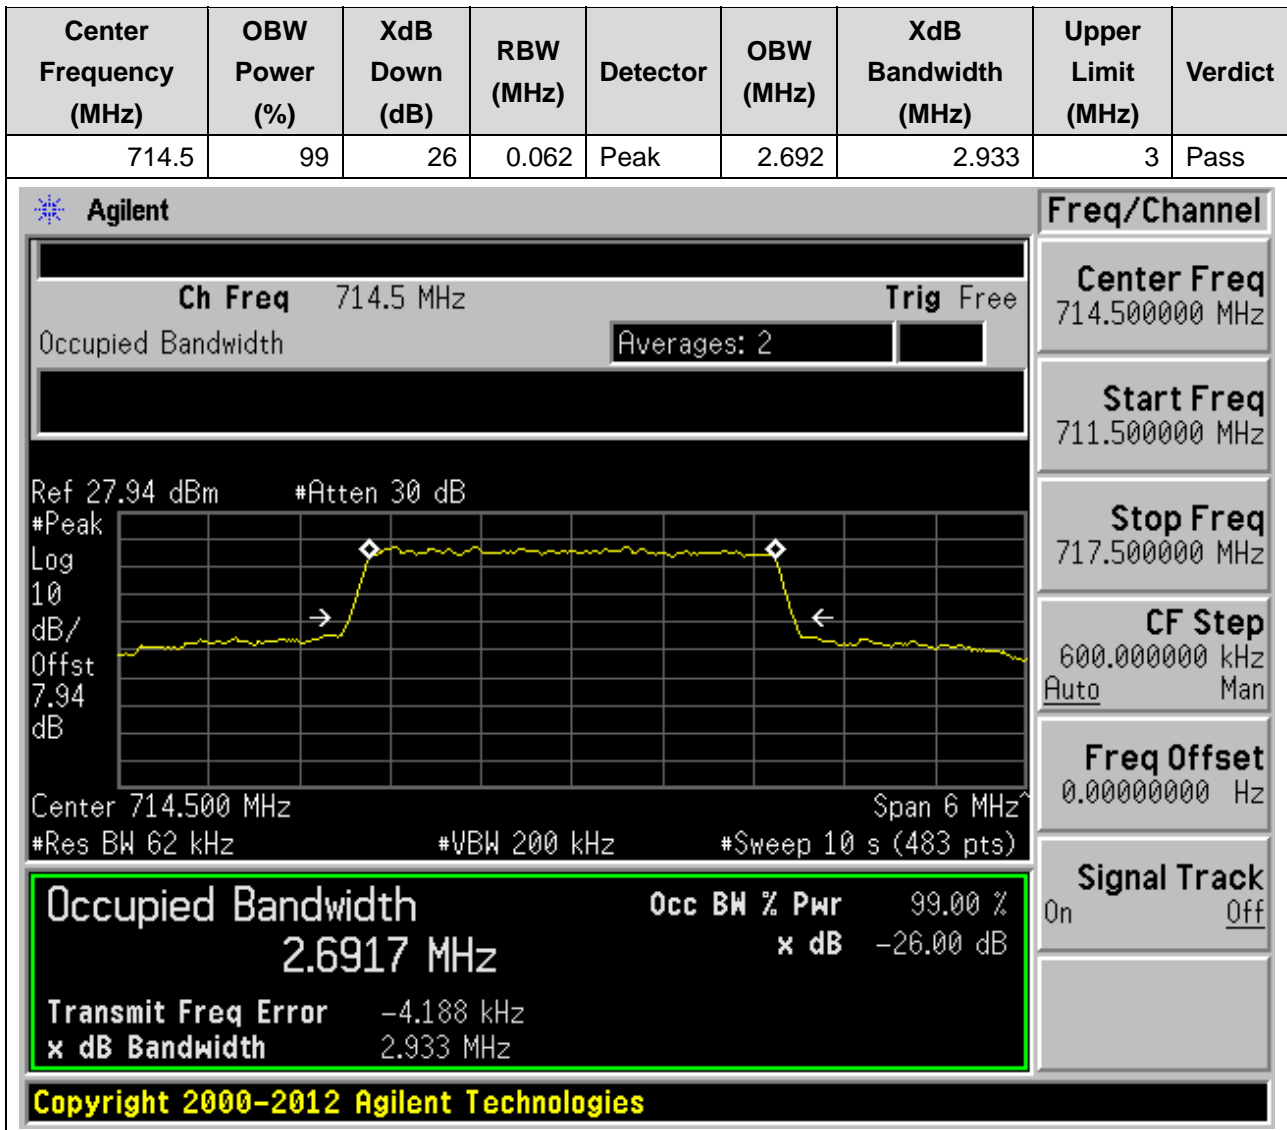 Center Frequency (MHz) OBW Power (%) XdB Down (dB) RBW (MHz) Detector OBW (MHz) XdB Bandwidth (MHz) Upper Limit (MHz) Verdict
714.5 99 26 0.062 Peak 2.692 2.933 3 Pass
Agilent
Freq/Channel
Ch Freq 714.5 MHz Trig Free
Occupied Bandwidth Averages: 2
Center Freq
714.500000 MHz
Start Freq
711.500000 MHz
Stop Freq
717.500000 MHz
CF Step
600.000000 kHz
Auto Man
Freq Offset
0.00000000 Hz
Signal Track
On Off
Ref 27.94 dBm #Atten 30 dB
#Peak
Log
10
dB/
Offst
7.94
dB
Center 714.500 MHz Span 6 MHz^
#Res BW 62 kHz #VBW 200 kHz #Sweep 10 s (483 pts)
Occupied Bandwidth Occ BW % Pwr 99.00 %
2.6917 MHz x dB -26.00 dB
Transmit Freq Error -4.188 kHz
x dB Bandwidth 2.933 MHz
Copyright 2000-2012 Agilent Technologies